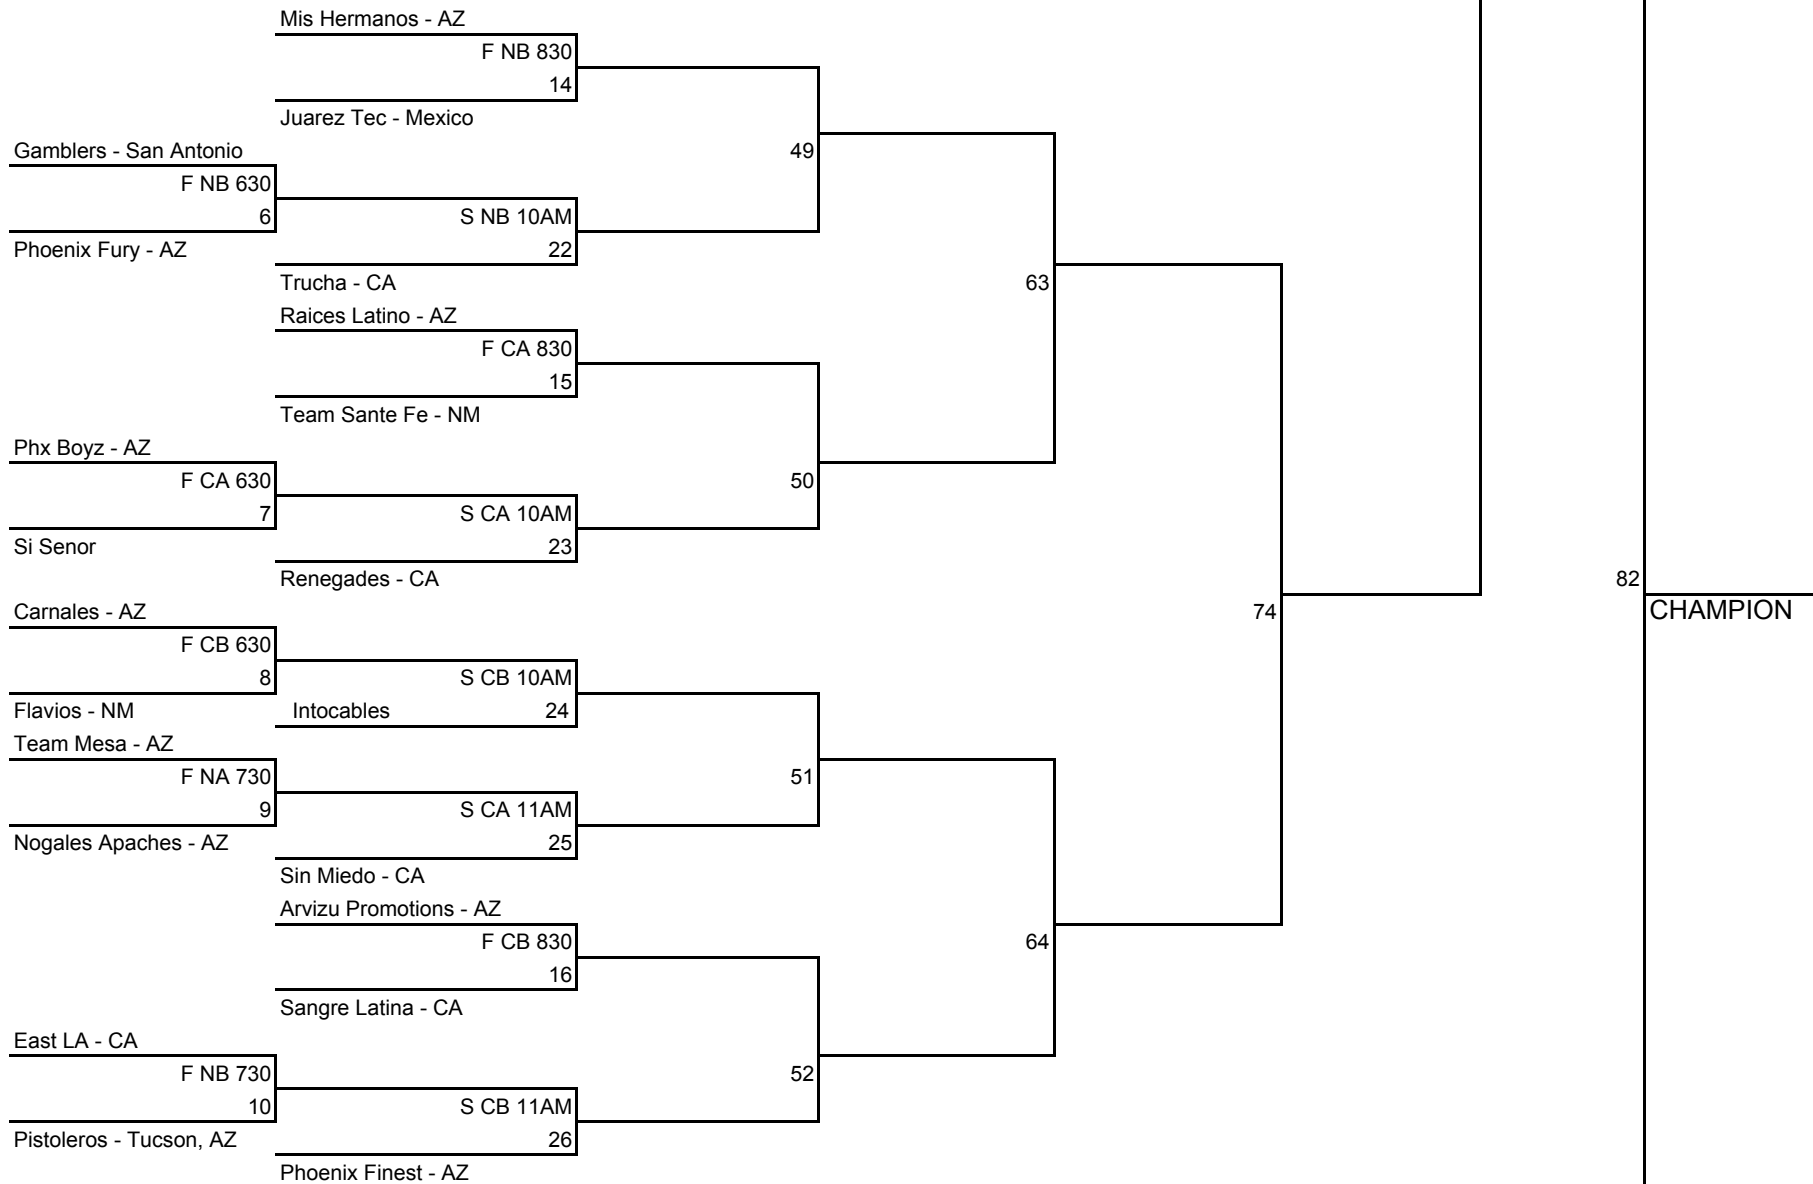 Mis Hermanos - AZ
F NB 830
14
Juarez Tec - Mexico
Gamblers - San Antonio
49
F NB 630
6
S NB 10AM
Phoenix Fury - AZ
22
Trucha - CA
63
Raices Latino - AZ
F CA 830
15
Team Sante Fe - NM
Phx Boyz - AZ
F CA 630
50
7
S CA 10AM
Si Senor
23
Renegades - CA
82
Carnales - AZ
74
CHAMPION
F CB 630
8
S CB 10AM
Flavios - NM
Intocables
24
Team Mesa - AZ
F NA 730
51
9
S CA 11AM
Nogales Apaches - AZ
25
Sin Miedo - CA
Arvizu Promotions - AZ
F CB 830
64
16
Sangre Latina - CA
East LA - CA
F NB 730
52
10
S CB 11AM
Pistoleros - Tucson, AZ
26
Phoenix Finest - AZ